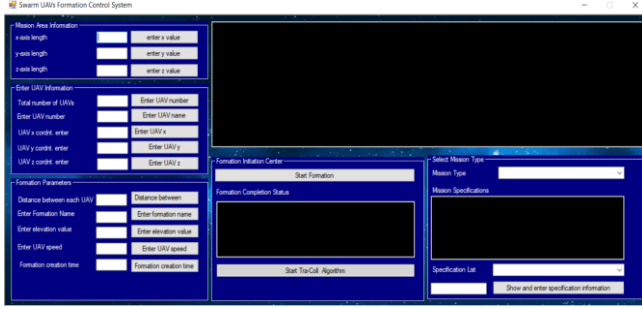 Swarm UAVs Formation Control System
Mission Area Information
x-axis length enter x value
y-axis length enter y value
z-axis length enter z value
Enter UAV Information
Total number of UAVs Enter UAV number
Enter UAV number Enter UAV name
UAV x cordnt. enter Enter UAV x
UAV y cordnt. enter Enter UAV y
UAV z cordnt. enter Enter UAV z
Formation Parameters
Distance between each UAV Distance between
Enter Formation Name Enter formation name
Enter elevation value Enter elevation value
Enter UAV speed Enter UAV speed
Formation creation time Formation creation time
Formation Initiation Center
Start Formation
Formation Completion Status
Start Tra-Coll Algorithm
Select Mission Type
Mission Type
Mission Specifications
Specification List
Show and enter specification information